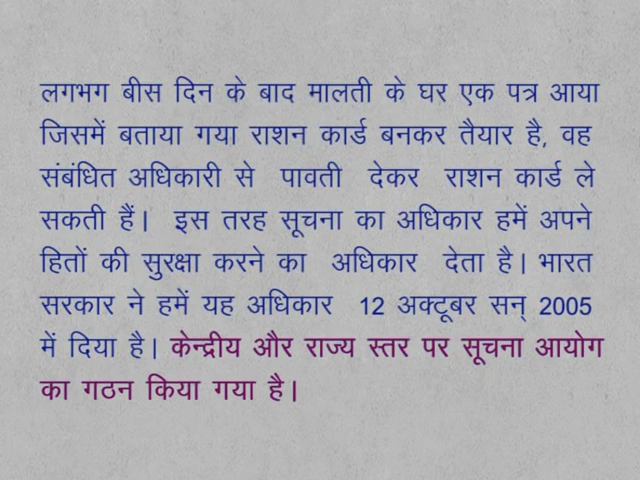 लगभग बीस दिन के बाद मालती के घर एक पत्र आया
जिसमें बताया गया राशन कार्ड बनकर तैयार है, वह
संबंधित अधिकारी से पावती देकर राशन कार्ड ले
सकती हैं। इस तरह सूचना का अधिकार हमें अपने
हितों की सुरक्षा करने का अधिकार देता है। भारत
सरकार ने हमें यह अधिकार 12 अक्टूबर सन् 2005
में दिया है। केन्द्रीय और राज्य स्तर पर सूचना आयोग
का गठन किया गया है।